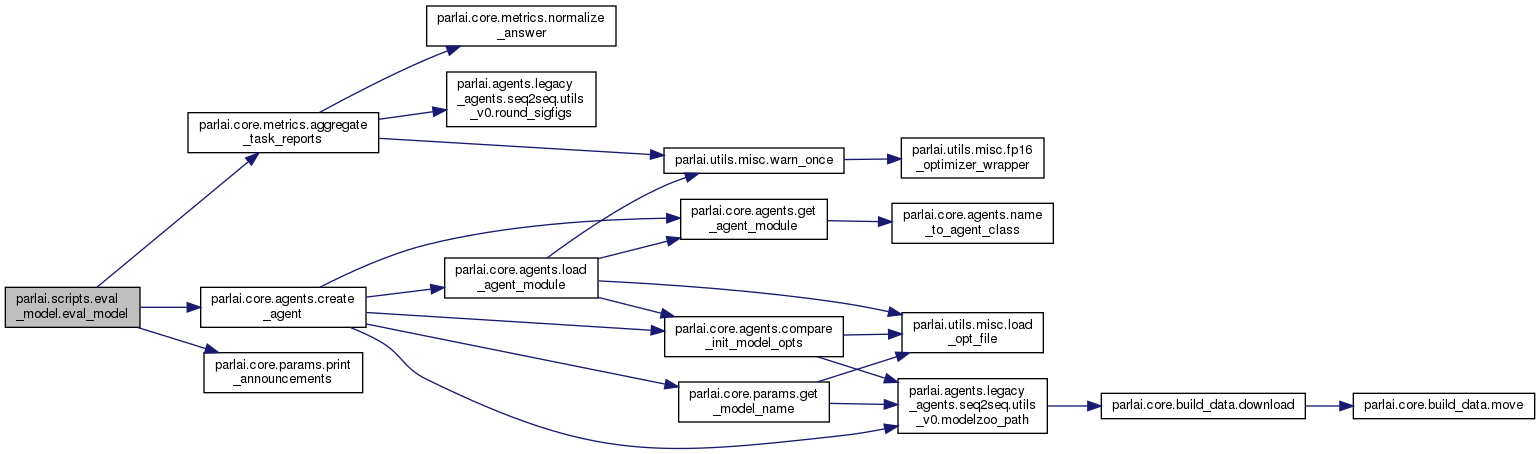 parlai.core.metrics.normalize
_answer
parlai.agents.legacy
_agents.seq2seq.utils
_v0.round_sigfigs
parlai.core.metrics.aggregate
_task_reports
parlai.utils.misc.warn_once
parlai.utils.misc.fp16
_optimizer_wrapper
parlai.core.agents.get
_agent_module
parlai.core.agents.name
_to_agent_class
parlai.core.agents.load
_agent_module
parlai.scripts.eval
_model.eval_model
parlai.core.agents.create
_agent
parlai.core.agents.compare
_init_model_opts
parlai.utils.misc.load
_opt_file
parlai.core.params.print
_announcements
parlai.core.params.get
_model_name
parlai.agents.legacy
_agents.seq2seq.utils
_v0.modelzoo_path
parlai.core.build_data.download
parlai.core.build_data.move